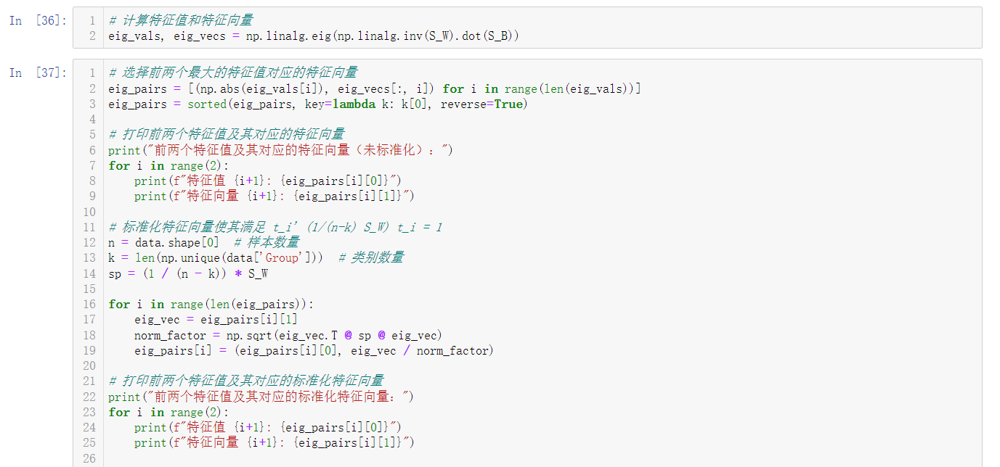 In [36]:
1 # 计算特征值和特征向量
2 eig_vals, eig_vecs = np.linalg.eig(np.linalg.inv(S_W).dot(S_B))
In [37]:
1 # 选择前两个最大的特征值对应的特征向量
2 eig_pairs = [(np.abs(eig_vals[i]), eig_vecs[:, i]) for i in range(len(eig_vals))]
3 eig_pairs = sorted(eig_pairs, key=lambda k: k[0], reverse=True)
4
5 # 打印前两个特征值及其对应的特征向量
6 print("前两个特征值及其对应的特征向量（未标准化）：")
7 for i in range(2):
8     print(f"特征值 {i+1}: {eig_pairs[i][0]}")
9     print(f"特征向量 {i+1}: {eig_pairs[i][1]}")
10
11 # 标准化特征向量使其满足 t_i' (1/(n-k) S_W) t_i = 1
12 n = data.shape[0]  # 样本数量
13 k = len(np.unique(data['Group']))  # 类别数量
14 sp = (1 / (n - k)) * S_W
15
16 for i in range(len(eig_pairs)):
17     eig_vec = eig_pairs[i][1]
18     norm_factor = np.sqrt(eig_vec.T @ sp @ eig_vec)
19     eig_pairs[i] = (eig_pairs[i][0], eig_vec / norm_factor)
20
21 # 打印前两个特征值及其对应的标准化特征向量
22 print("前两个特征值及其对应的标准化特征向量：")
23 for i in range(2):
24     print(f"特征值 {i+1}: {eig_pairs[i][0]}")
25     print(f"特征向量 {i+1}: {eig_pairs[i][1]}")
26